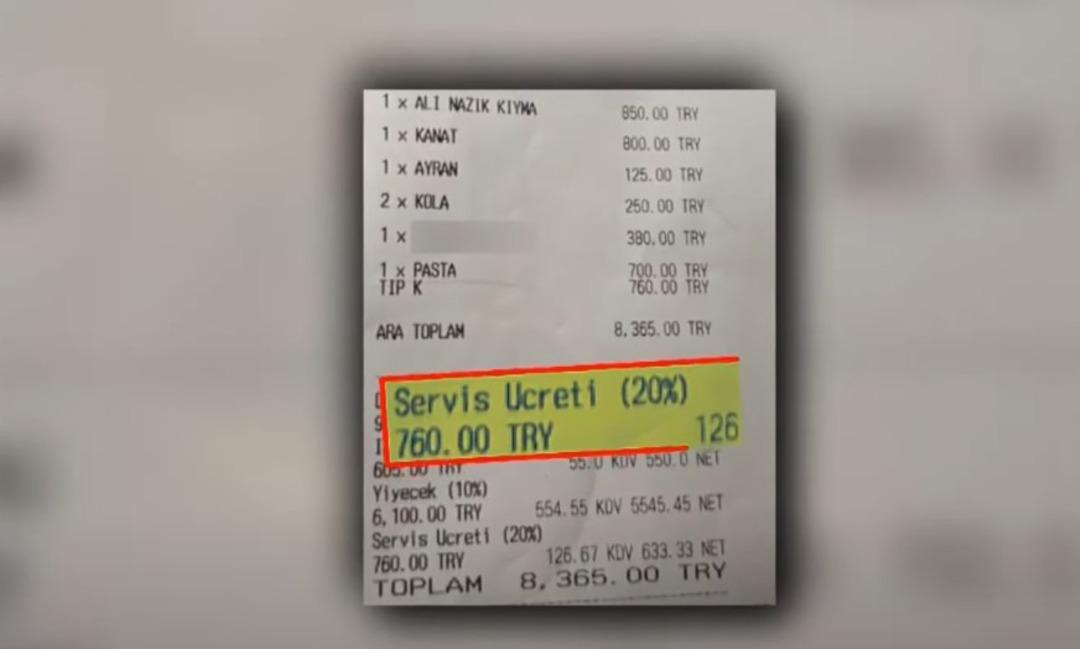 1 x ALI NAZIK KIYMA 850.00 TRY
1 x KANAT 800.00 TRY
1 x AYRAN 125.00 TRY
2 x KOLA 250.00 TRY
1 x 380.00 TRY
1 x PASTA 700.00 TRY
TIP K 760.00 TRY
ARA TOPLAM 8,365.00 TRY
Servis Ucreti (20%)
760.00 TRY 126
605.00 TRY 55.0 KDV 550.0 NET
Yiyecek (10%)
6,100.00 TRY 554.55 KDV 5545.45 NET
Servis Ucreti (20%)
760.00 TRY 126.67 KDV 633.33 NET
TOPLAM 8,365.00 TRY